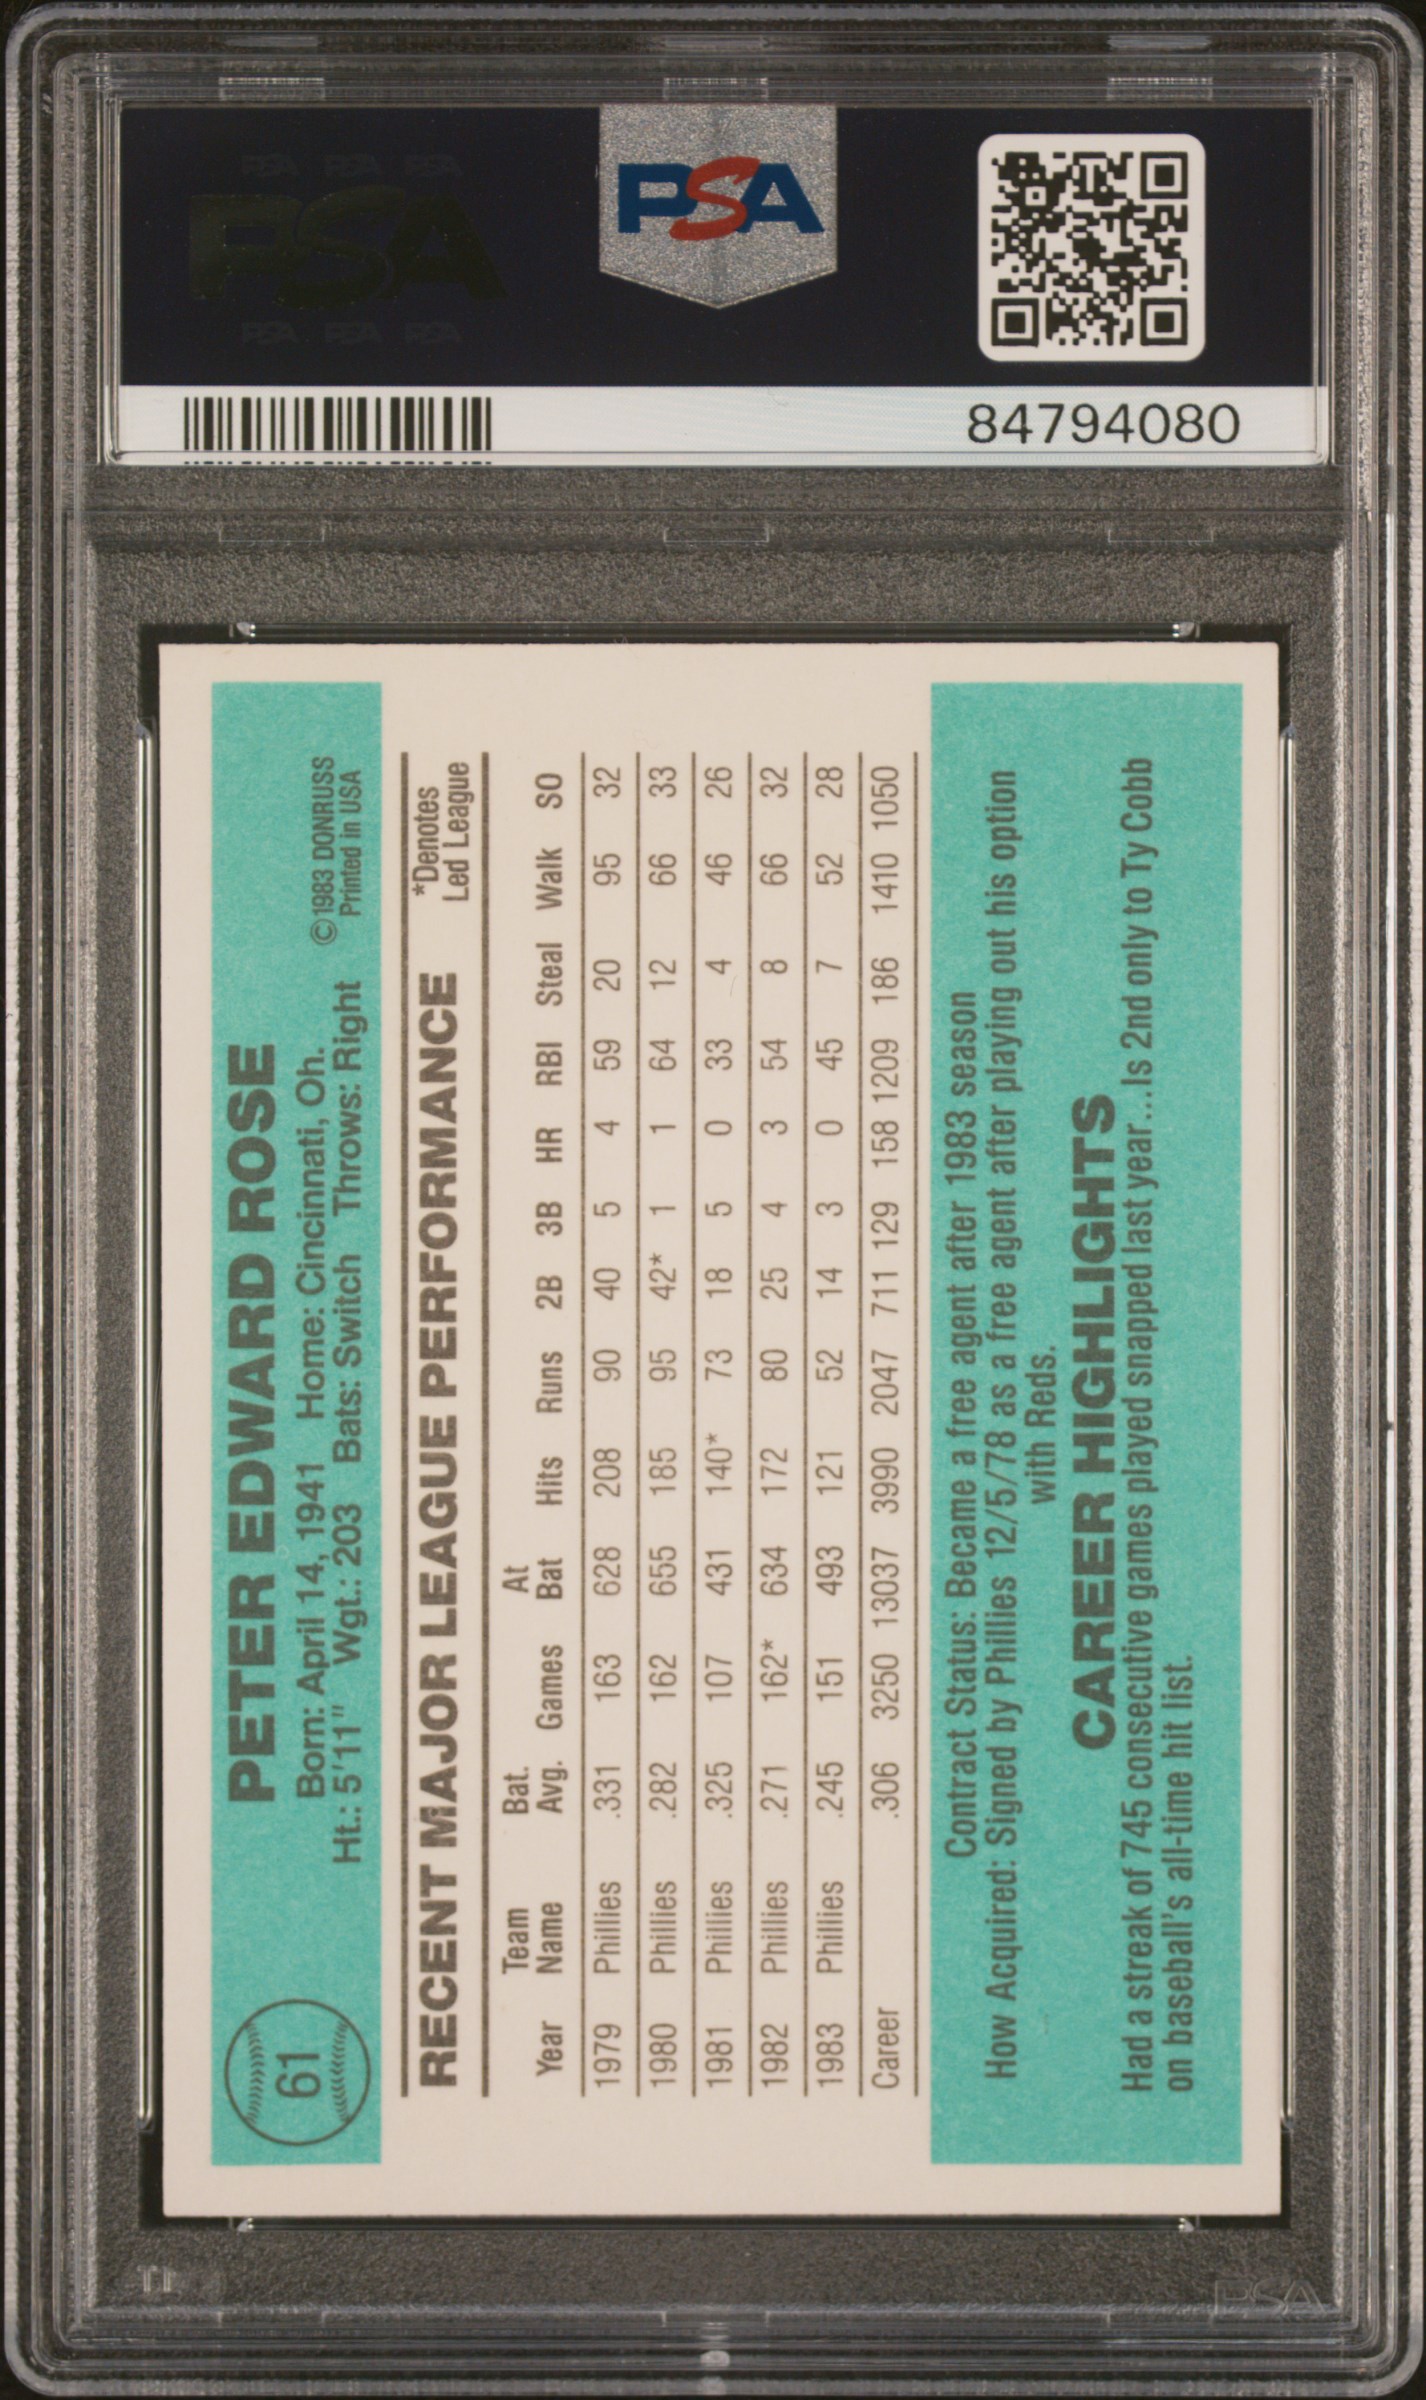 PSA PSA PSA
PSA
PSA PSA PSA
PSA
84794080
61
PETER EDWARD ROSE
Born: April 14, 1941 Home: Cincinnati, Oh.
Ht.: 5'11" Wgt.: 203 Bats: Switch Throws: Right
©1983 DONRUSS
Printed in USA
RECENT MAJOR LEAGUE PERFORMANCE
*Denotes
Led League
Year Team Name Bat. Avg. Games At Bat Hits Runs 2B 3B HR RBI Steal Walk SO
1979 Phillies .331 163 628 208 90 40 5 4 59 20 95 32
1980 Phillies .282 162 655 185 95 42* 1 1 64 12 66 33
1981 Phillies .325 107 431 140* 73 18 5 0 33 4 46 26
1982 Phillies .271 162* 634 172 80 25 4 3 54 8 66 32
1983 Phillies .245 151 493 121 52 14 3 0 45 7 52 28
Career .306 3250 13037 3990 2047 711 129 158 1209 186 1410 1050
Contract Status: Became a free agent after 1983 season
How Acquired: Signed by Phillies 12/5/78 as a free agent after playing out his option
with Reds.
CAREER HIGHLIGHTS
Had a streak of 745 consecutive games played snapped last year...Is 2nd only to Ty Cobb
on baseball's all-time hit list.
PSA